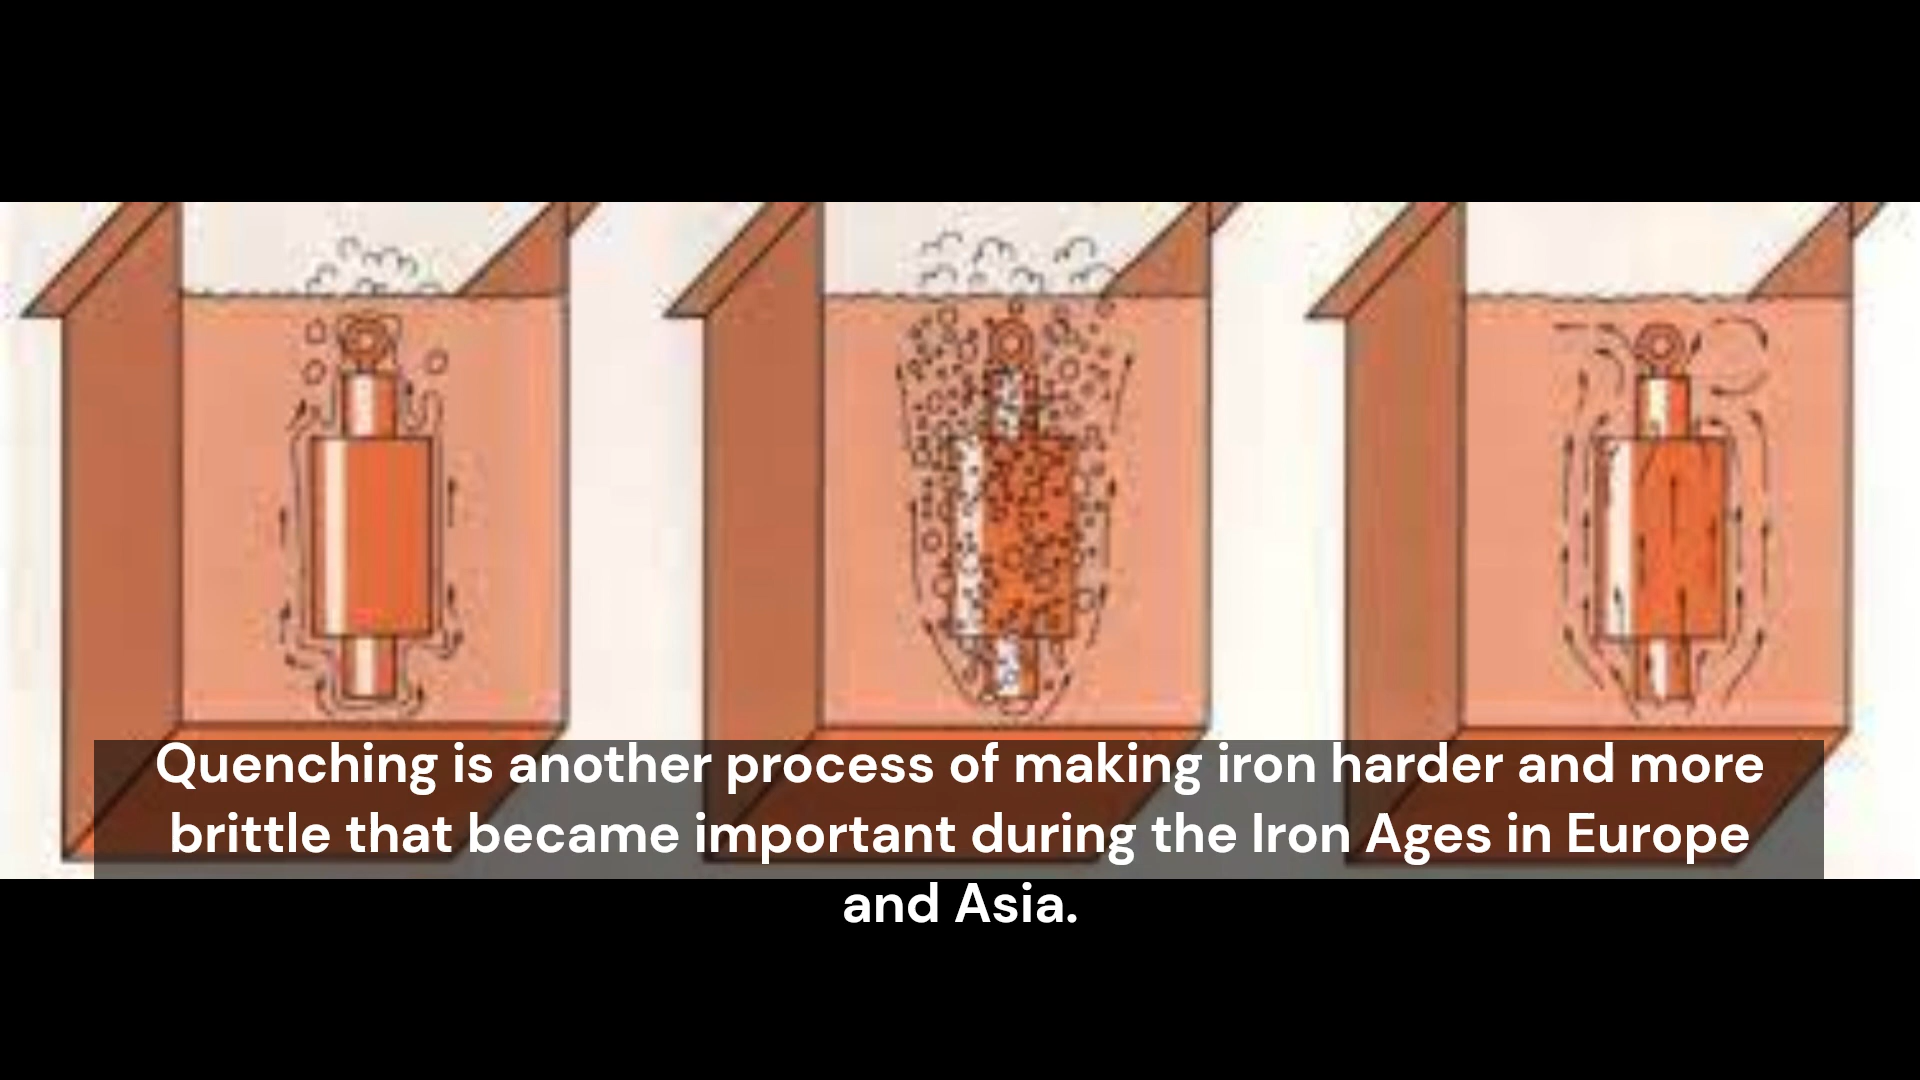 Quenching is another process of making iron harder and more
brittle that became important during the Iron Ages in Europe
and Asia.